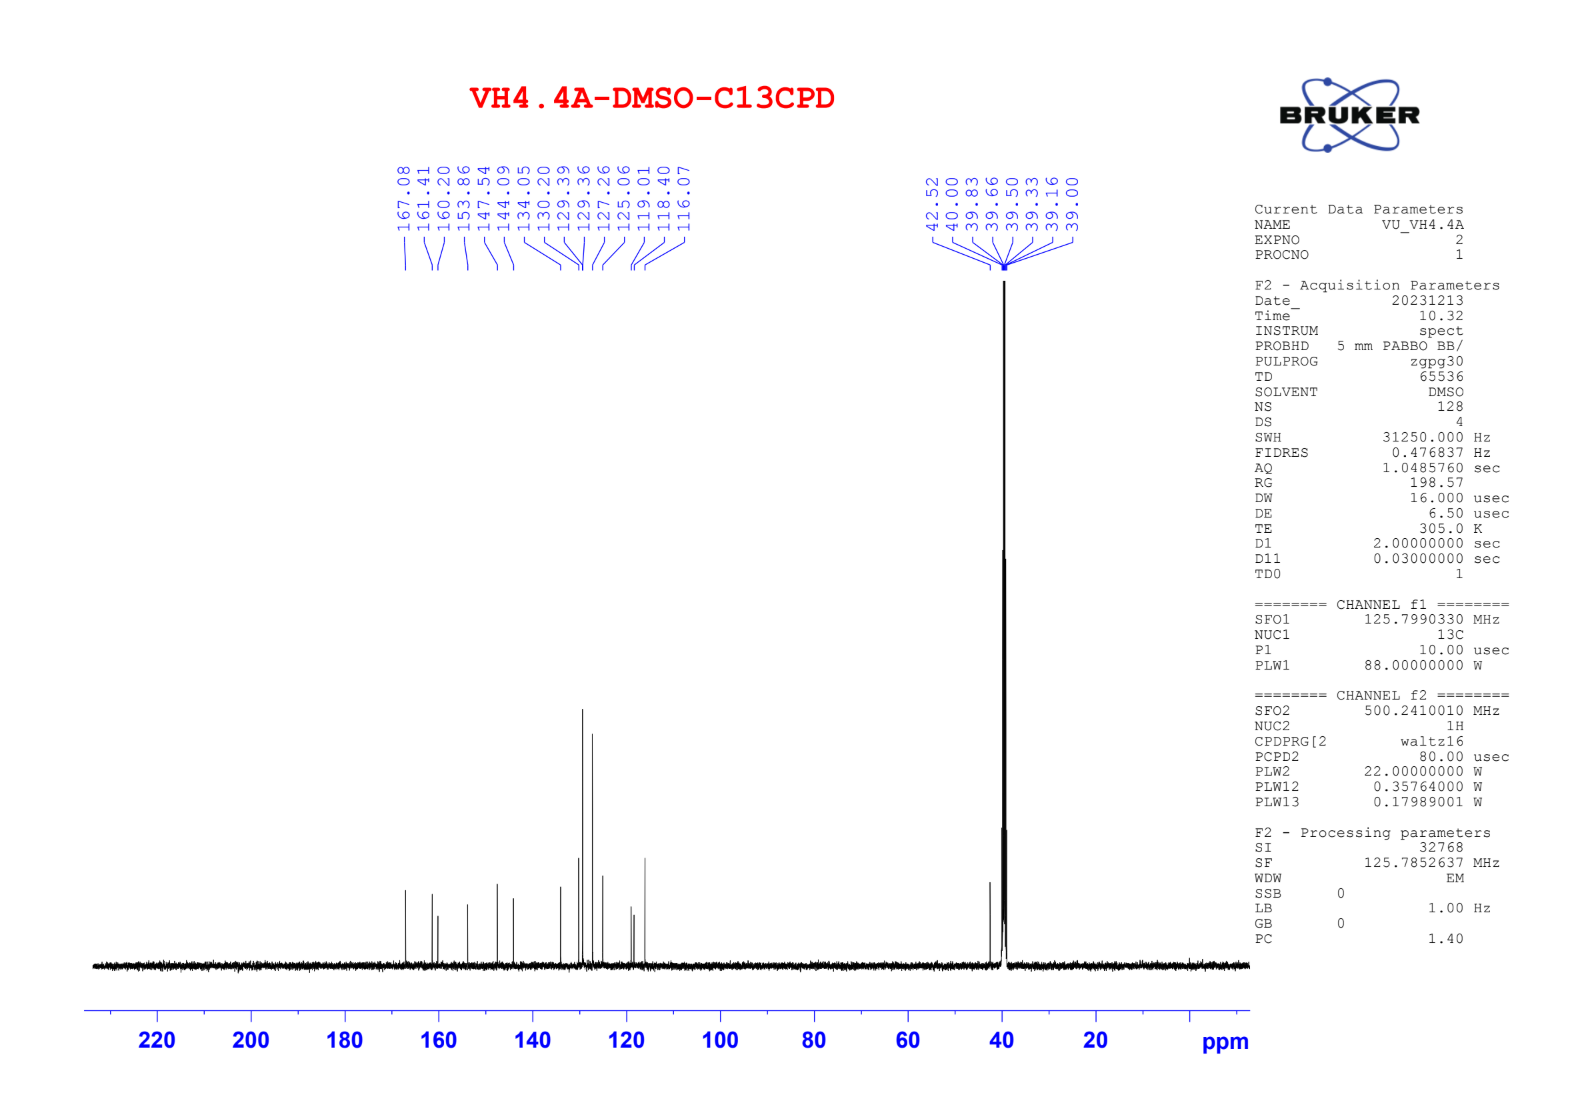 VH4.4A-DMSO-C13CPD
BRUKER
167.08
161.41
160.20
153.86
147.54
144.09
134.05
130.20
129.39
129.36
127.26
125.06
119.01
118.40
116.07
42.52
40.00
39.83
39.66
39.50
39.33
39.16
39.00
Current Data Parameters
NAME VU_VH4.4A
EXPNO 2
PROCNO 1
F2 - Acquisition Parameters
Date_ 20231213
Time 10.32
INSTRUM spect
PROBHD 5 mm PABBO BB/
PULPROG zgpg30
TD 65536
SOLVENT DMSO
NS 128
DS 4
SWH 31250.000 Hz
FIDRES 0.476837 Hz
AQ 1.0485760 sec
RG 198.57
DW 16.000 usec
DE 6.50 usec
TE 305.0 K
D1 2.00000000 sec
D11 0.03000000 sec
TD0 1
======== CHANNEL f1 ========
SFO1 125.7990330 MHz
NUC1 13C
P1 10.00 usec
PLW1 88.00000000 W
======== CHANNEL f2 ========
SFO2 500.2410010 MHz
NUC2 1H
CPDPRG[2 waltz16
PCPD2 80.00 usec
PLW2 22.00000000 W
PLW12 0.35764000 W
PLW13 0.17989001 W
F2 - Processing parameters
SI 32768
SF 125.7852637 MHz
WDW EM
SSB 0
LB 1.00 Hz
GB 0
PC 1.40
220 200 180 160 140 120 100 80 60 40 20 ppm